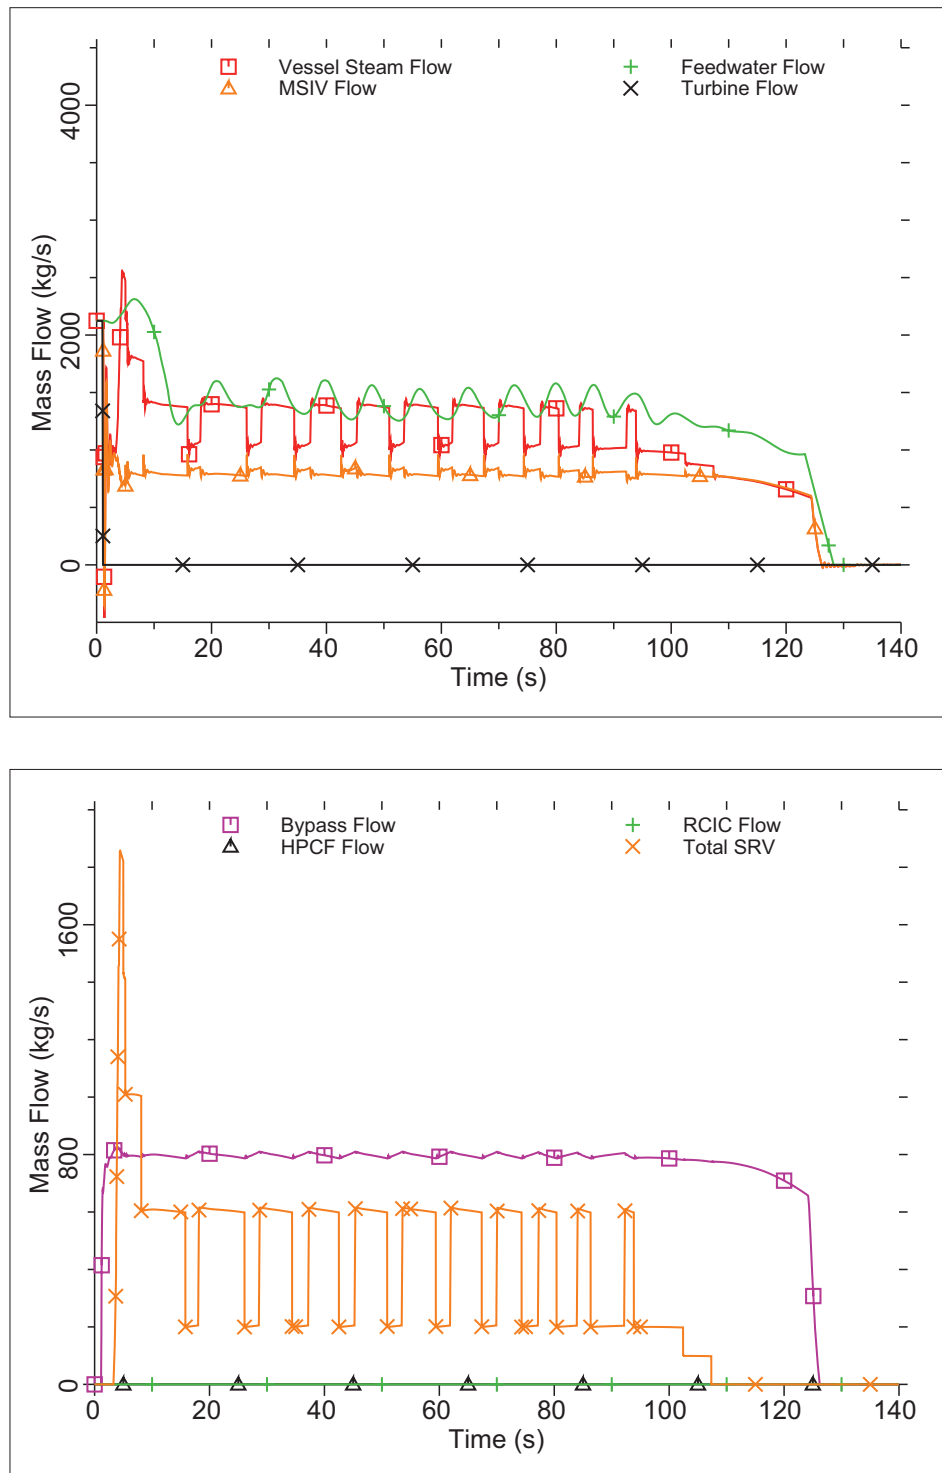 Vessel Steam Flow
MSIV Flow
Feedwater Flow
Turbine Flow
Mass Flow (kg/s)
4000
2000
0
0 20 40 60 80 100 120 140
Time (s)
Bypass Flow
HPCF Flow
RCIC Flow
Total SRV
Mass Flow (kg/s)
1600
800
0
0 20 40 60 80 100 120 140
Time (s)